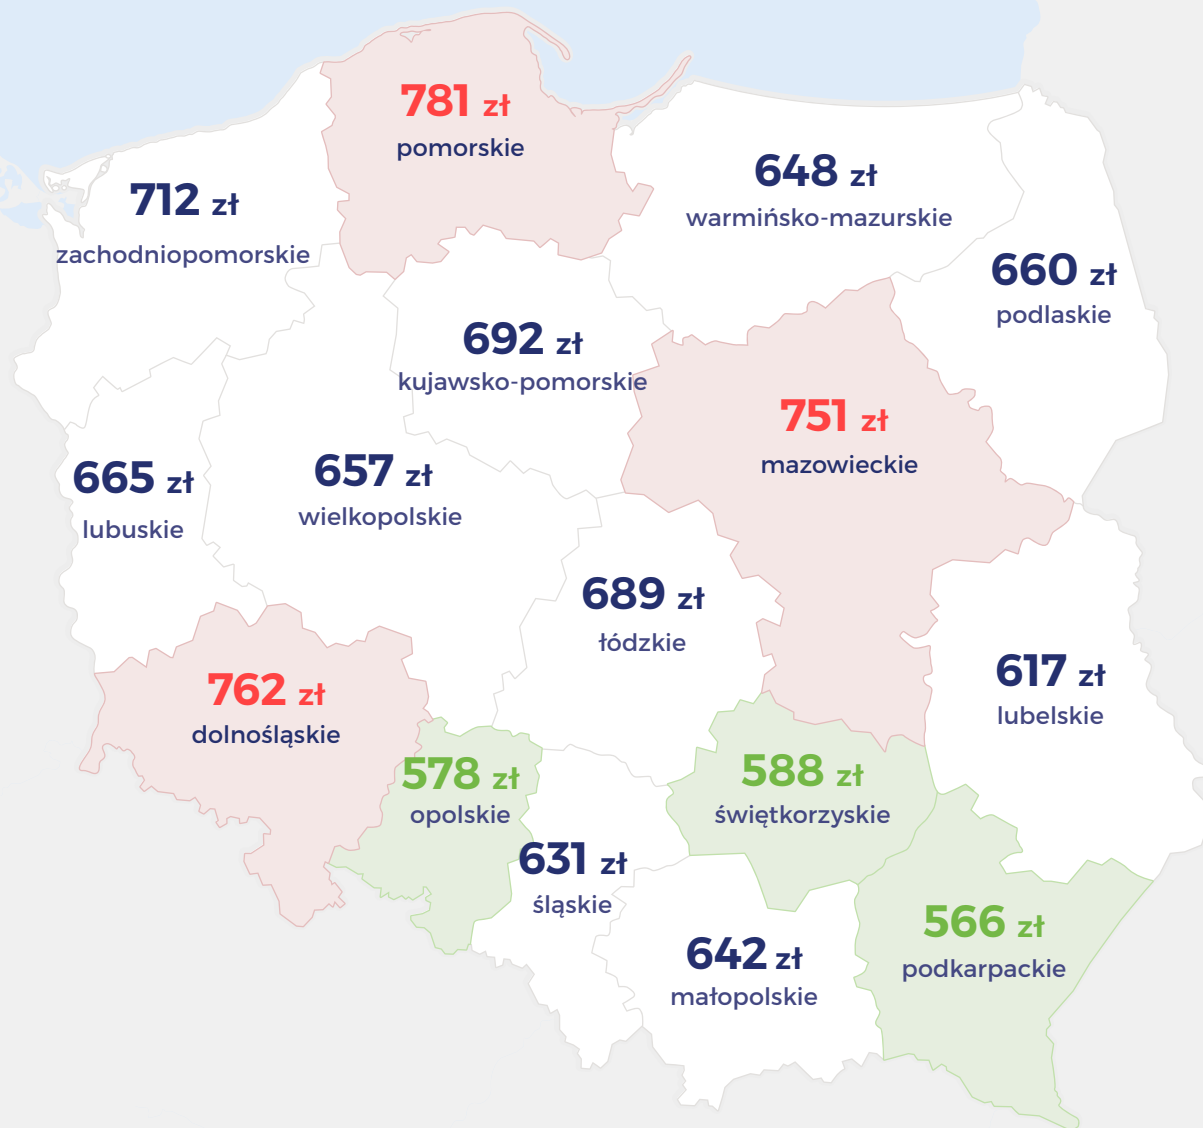 781 zł
pomorskie
648 zł
warmińsko-mazurskie
712 zł
zachodniopomorskie
660 zł
podlaskie
692 zł
kujawsko-pomorskie
751 zł
mazowieckie
665 zł
lubuskie
657 zł
wielkopolskie
689 zł
łódzkie
617 zł
lubelskie
762 zł
dolnośląskie
578 zł
opolskie
588 zł
świętkorzyskie
631 zł
śląskie
566 zł
podkarpackie
642 zł
małopolskie